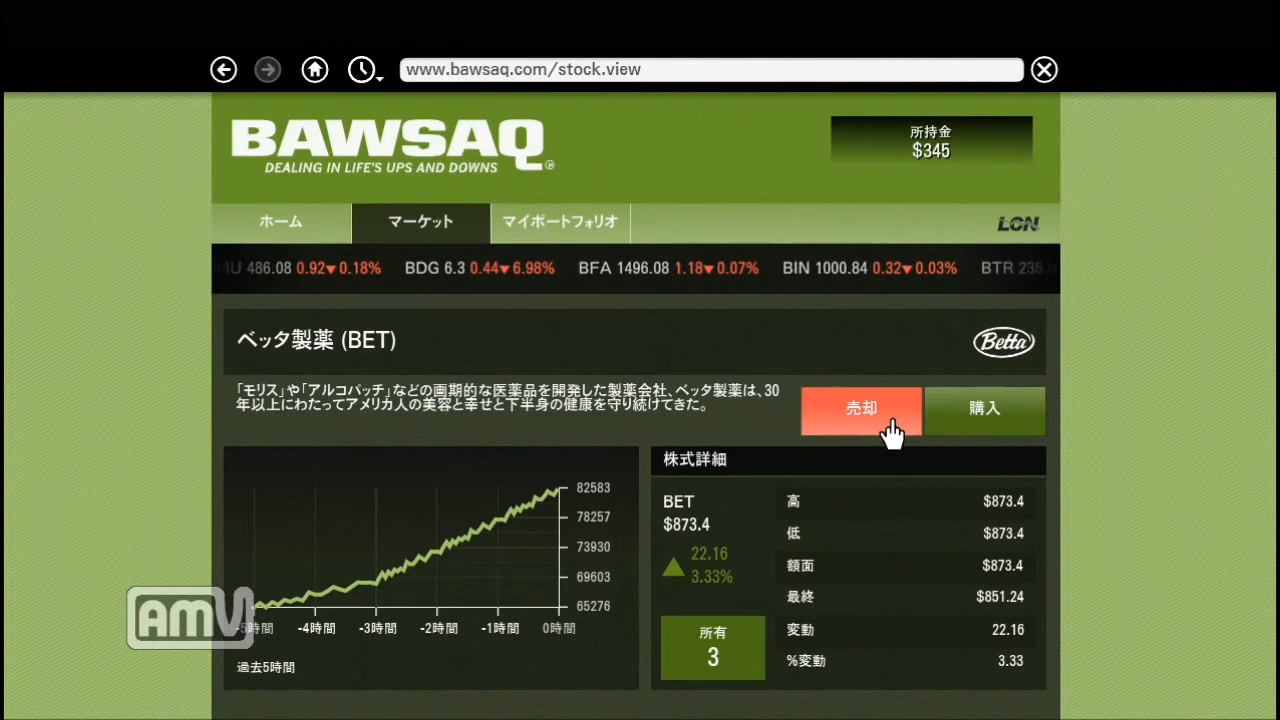 www.bawsaq.com/stock.view
BAWSAQ
DEALING IN LIFE'S UPS AND DOWNS
所持金
$345
ホーム マーケット マイポートフォリオ LCN
MU 486.08 0.92▼0.18% BDG 6.3 0.44▼6.98% BFA 1496.08 1.18▼0.07% BIN 1000.84 0.32▼0.03% BTR 235
ベッタ製薬 (BET) Betta
「モリス」や「アルコパッチ」などの画期的な医薬品を開発した製薬会社、ベッタ製薬は、30
年以上にわたってアメリカ人の美容と幸せと下半身の健康を守り続けてきた。
売却 購入
82583
78257
73930
69603
65276
-5時間 -4時間 -3時間 -2時間 -1時間 0時間
過去5時間
株式詳細
BET
$873.4
▲ 22.16
3.33%
所有
3
高 $873.4
低 $873.4
額面 $873.4
最終 $851.24
変動 22.16
%変動 3.33
AMV